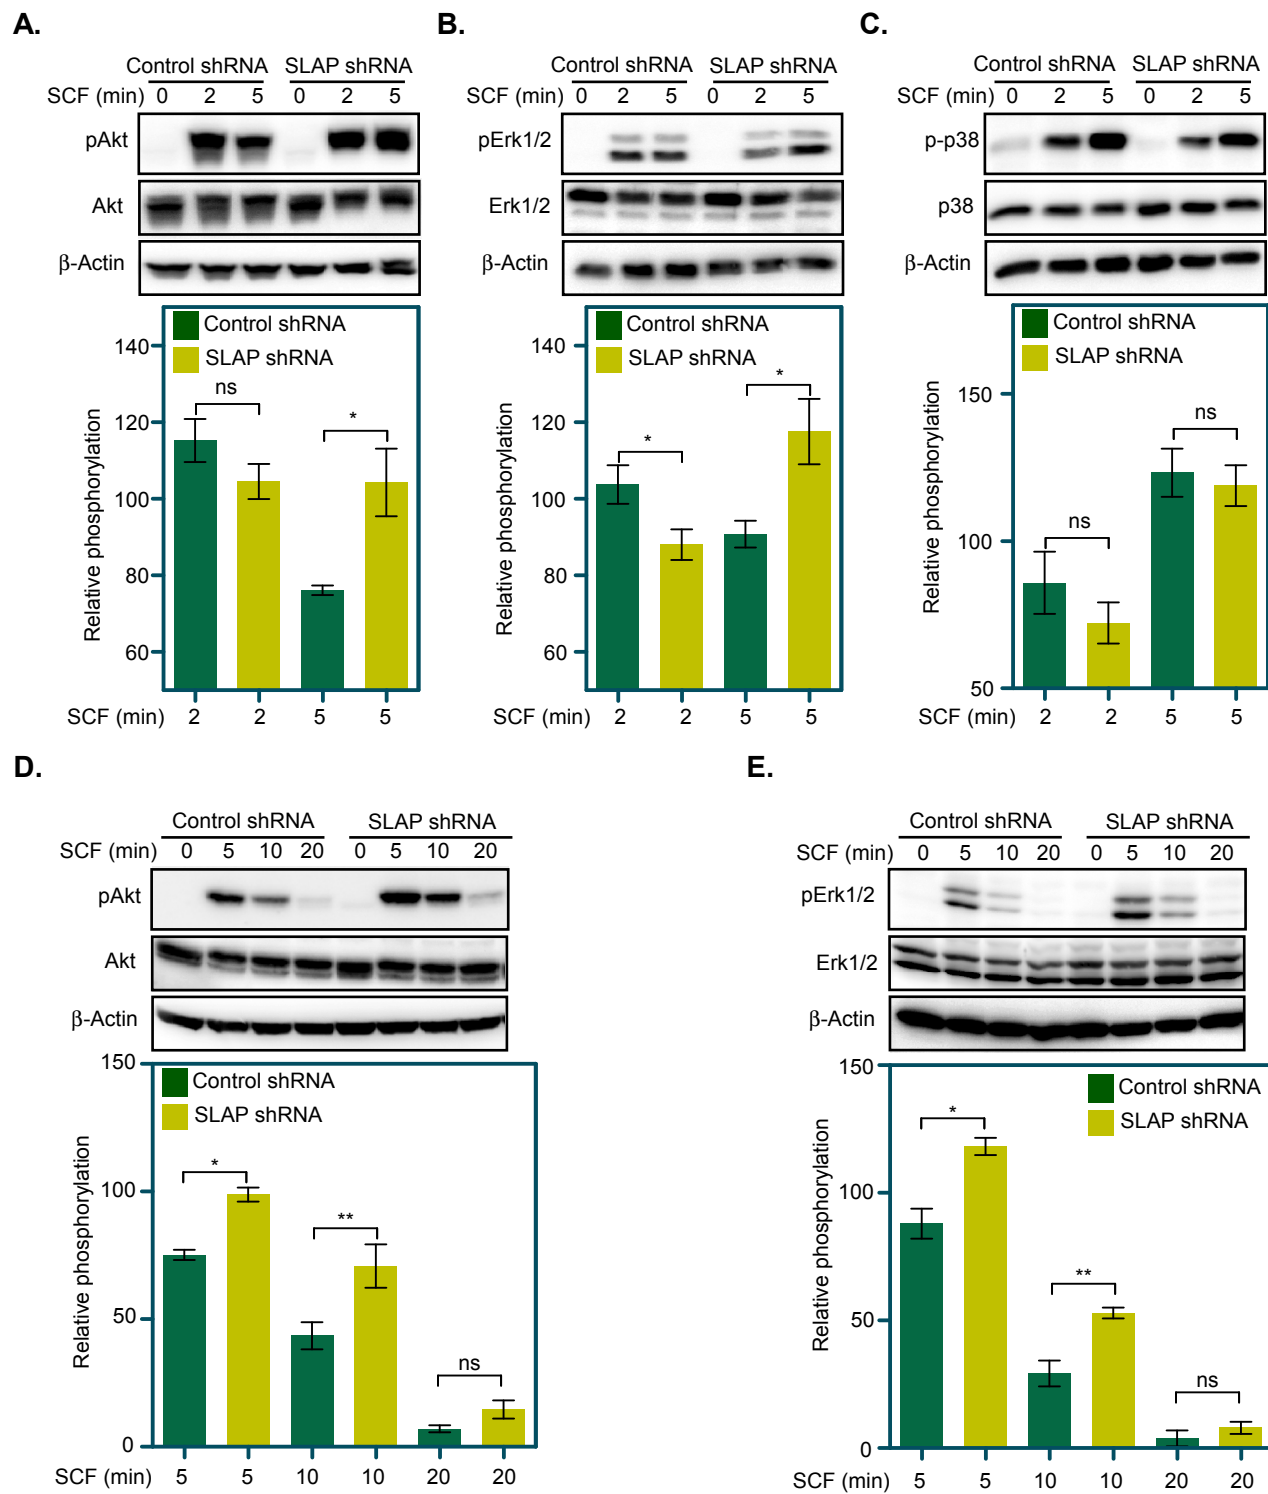 A.
Control shRNA SLAP shRNA
SCF (min) 0 2 5 0 2 5
pAkt
Akt
β-Actin
Control shRNA
SLAP shRNA
140
120
100
80
60
Relative phosphorylation
ns
*
SCF (min) 2 2 5 5
B.
Control shRNA SLAP shRNA
SCF (min) 0 2 5 0 2 5
pErk1/2
Erk1/2
β-Actin
Control shRNA
SLAP shRNA
140
120
100
80
60
Relative phosphorylation
*
*
SCF (min) 2 2 5 5
C.
Control shRNA SLAP shRNA
SCF (min) 0 2 5 0 2 5
p-p38
p38
β-Actin
Control shRNA
SLAP shRNA
150
100
50
Relative phosphorylation
ns
ns
SCF (min) 2 2 5 5
D.
Control shRNA SLAP shRNA
SCF (min) 0 5 10 20 0 5 10 20
pAkt
Akt
β-Actin
Control shRNA
SLAP shRNA
150
100
50
0
Relative phosphorylation
*
**
ns
SCF (min) 5 5 10 10 20 20
E.
Control shRNA SLAP shRNA
SCF (min) 0 5 10 20 0 5 10 20
pErk1/2
Erk1/2
β-Actin
Control shRNA
SLAP shRNA
150
100
50
0
Relative phosphorylation
*
**
ns
SCF (min) 5 5 10 10 20 20